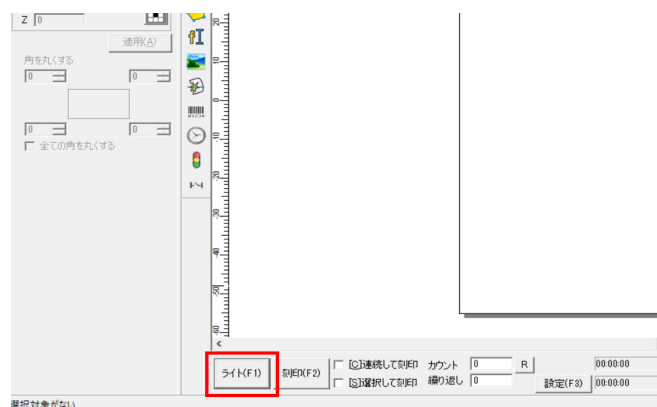 Z 0
適用(A)
角を丸くする
0 0
0 0
全ての角を丸くする
ライト(F1)
刻印(F2)
[C]連続して刻印 カウント 0 R 00:00:00
[S]選択して刻印 繰り返し 0 設定(F3) 00:00:00
選択対象がない